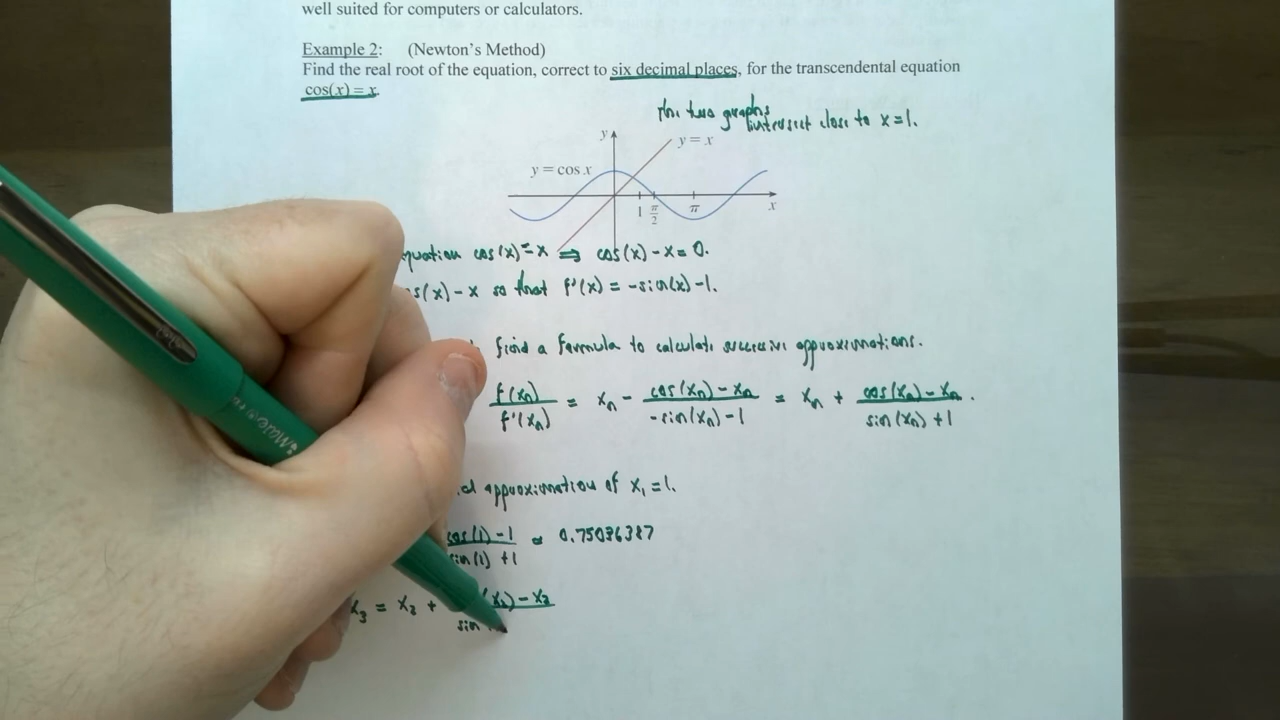 well suited for computers or calculators.
Example 2: (Newton's Method)
Find the real root of the equation, correct to six decimal places, for the transcendental equation
cos(x) = x.
The two graphs
intersect close to x=1.
y
y = x
y = cos x
1 π/2 π x
cos(x)=x ⇒ cos(x)-x=0.
s(x)-x so that f'(x) = -sin(x)-1.
find a formula to calculate successive approximations.
f(xₙ)/f'(xₙ) = xₙ - (cos(xₙ)-xₙ)/(-sin(xₙ)-1) = xₙ + (cos(xₙ)-xₙ)/(sin(xₙ)+1).
approximation of x₁=1.
(cos(1)-1)/(sin(1)+1) ≈ 0.75036387
x₃ = x₂ +
sin